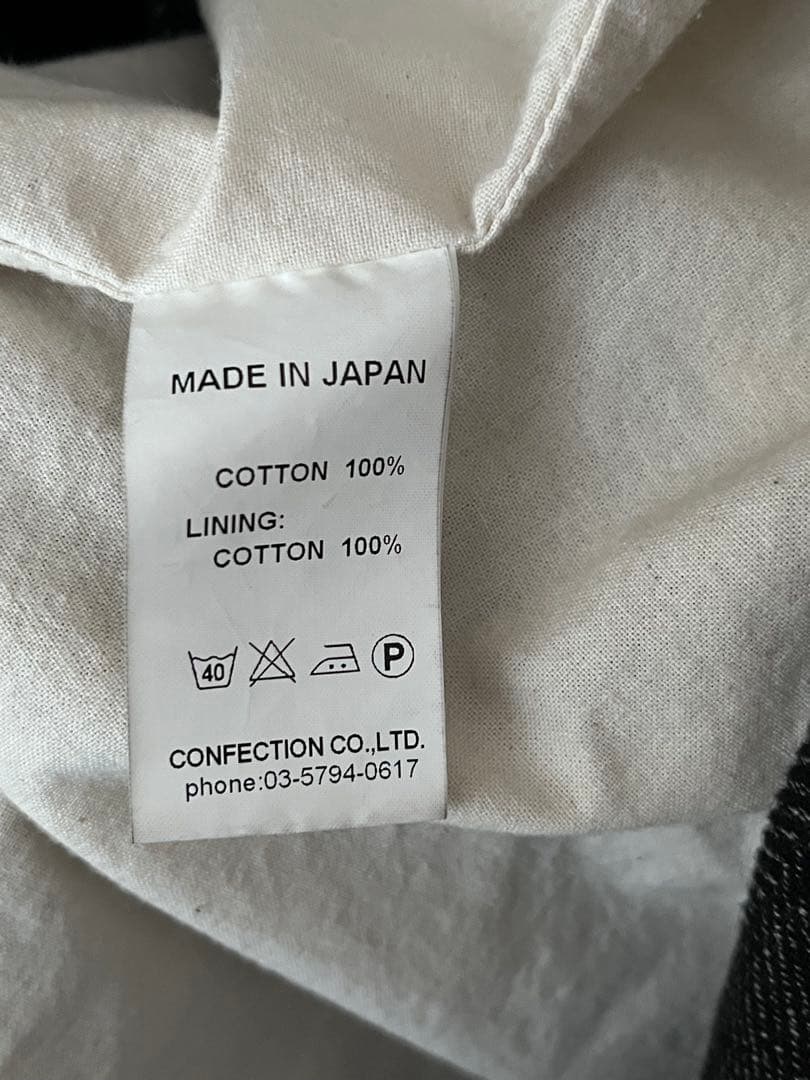 MADE IN JAPAN
COTTON 100%
LINING:
COTTON 100%
40 P
CONFECTION CO.,LTD.
phone:03-5794-0617